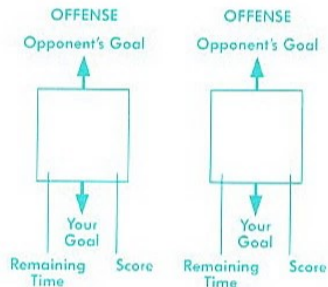 OFFENSE
Opponent's Goal
Your
Goal
Remaining
Time
Score
OFFENSE
Opponent's Goal
Your
Goal
Remaining
Time
Score